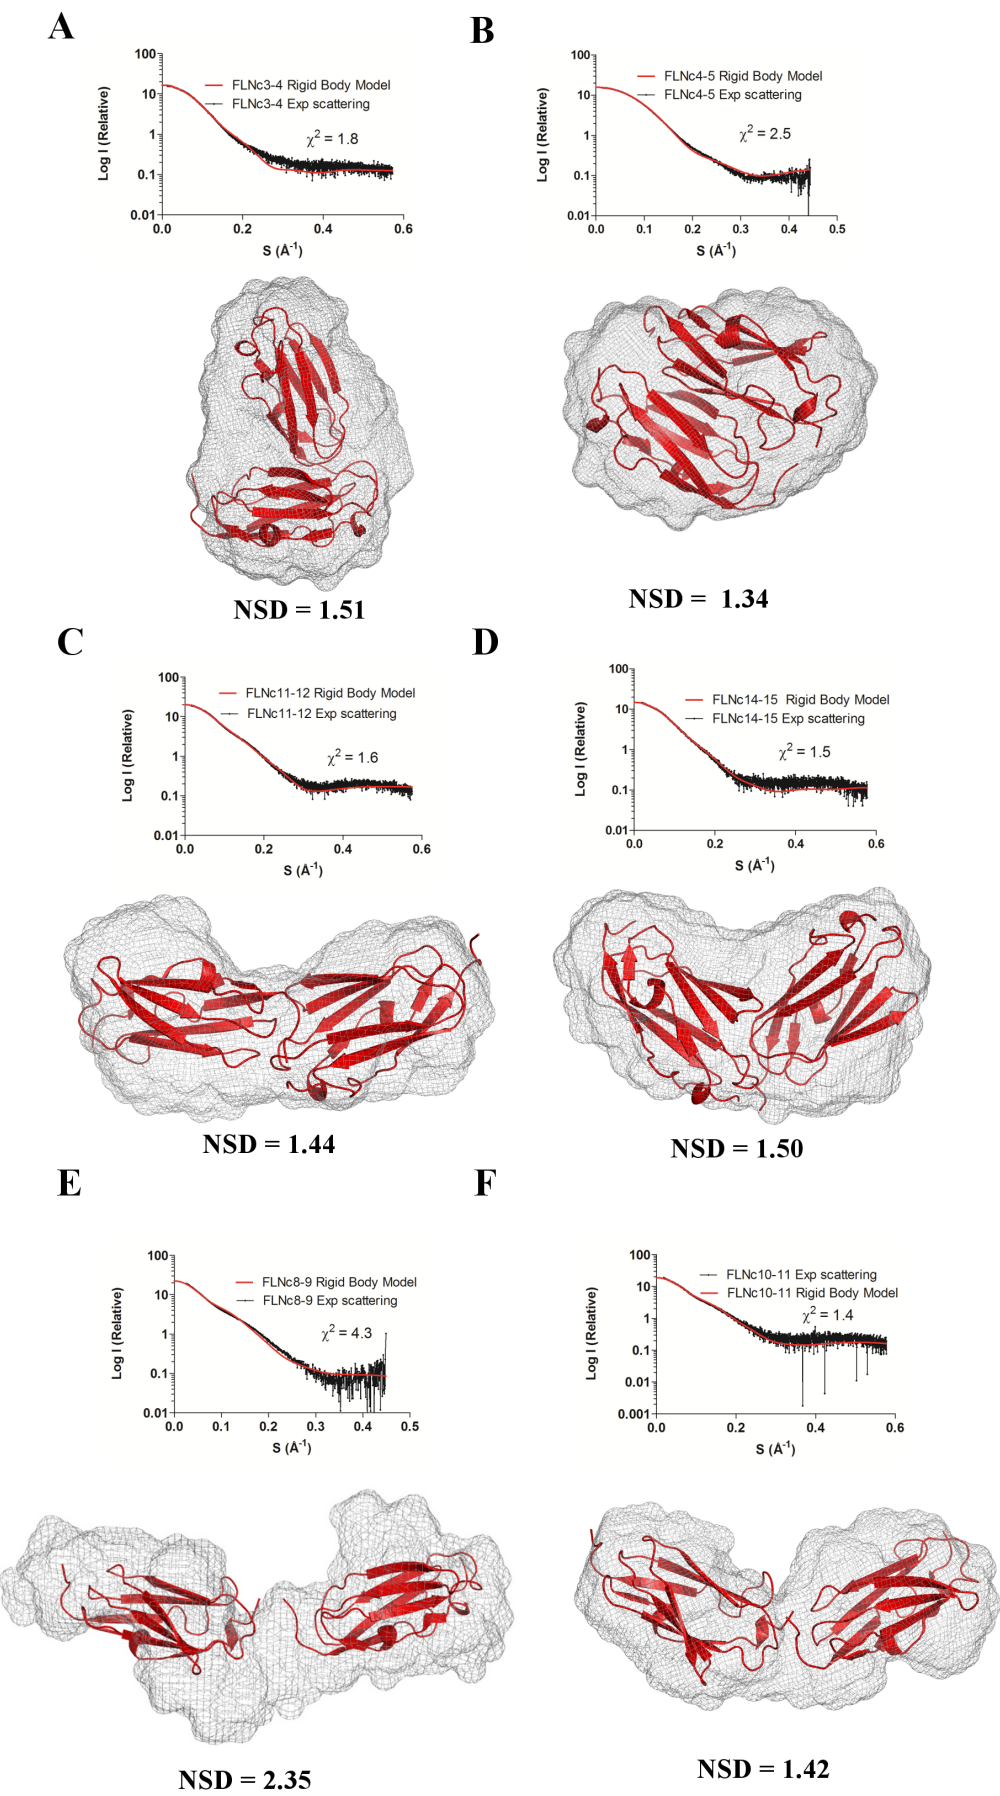 A
100
10
1
0.1
0.01
Log I (Relative)
FLNc3-4 Rigid Body Model
FLNc3-4 Exp scattering
χ² = 1.8
0.0 0.2 0.4 0.6
S (Å⁻¹)
NSD = 1.51
B
100
10
1
0.1
0.01
Log I (Relative)
FLNc4-5 Rigid Body Model
FLNc4-5 Exp scattering
χ² = 2.5
0.0 0.1 0.2 0.3 0.4 0.5
S (Å⁻¹)
NSD = 1.34
C
100
10
1
0.1
0.01
Log I (Relative)
FLNc11-12 Rigid Body Model
FLNc11-12 Exp scattering
χ² = 1.6
0.0 0.2 0.4 0.6
S (Å⁻¹)
NSD = 1.44
D
100
10
1
0.1
0.01
Log I (Relative)
FLNc14-15 Rigid Body Model
FLNc14-15 Exp scattering
χ² = 1.5
0.0 0.2 0.4 0.6
S (Å⁻¹)
NSD = 1.50
E
100
10
1
0.1
0.01
Log I (Relative)
FLNc8-9 Rigid Body Model
FLNc8-9 Exp scattering
χ² = 4.3
0.0 0.1 0.2 0.3 0.4 0.5
S (Å⁻¹)
NSD = 2.35
F
100
10
1
0.1
0.01
0.001
Log I (Relative)
FLNc10-11 Exp scattering
FLNc10-11 Rigid Body Model
χ² = 1.4
0.0 0.2 0.4 0.6
S (Å⁻¹)
NSD = 1.42